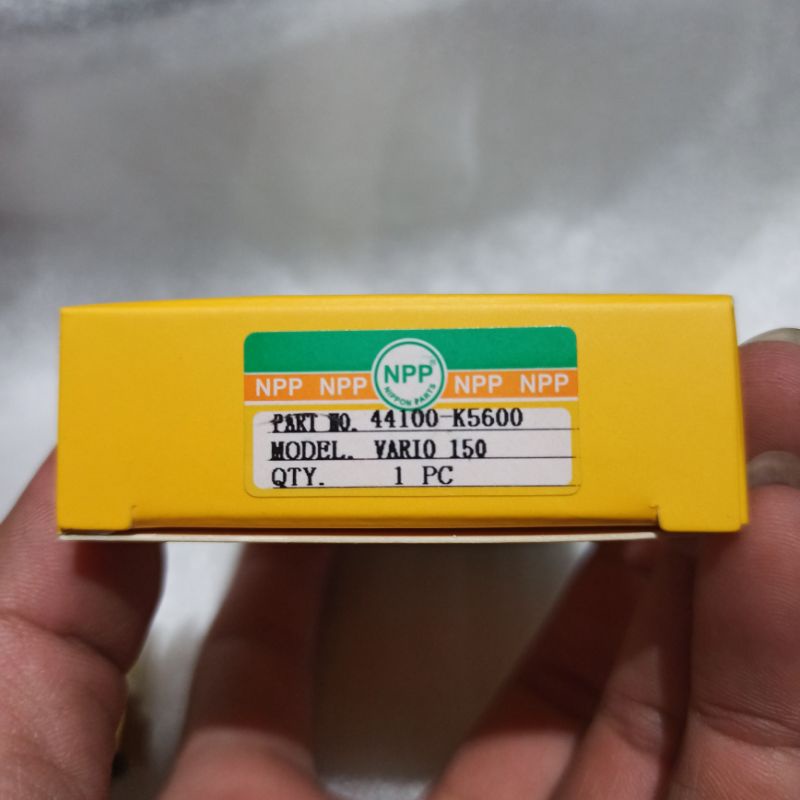 NPP NPP NPP® NPP NPP
NIPPON PARTS
PART NO. 44100-K5600
MODEL. VARIO 150
QTY. 1 PC